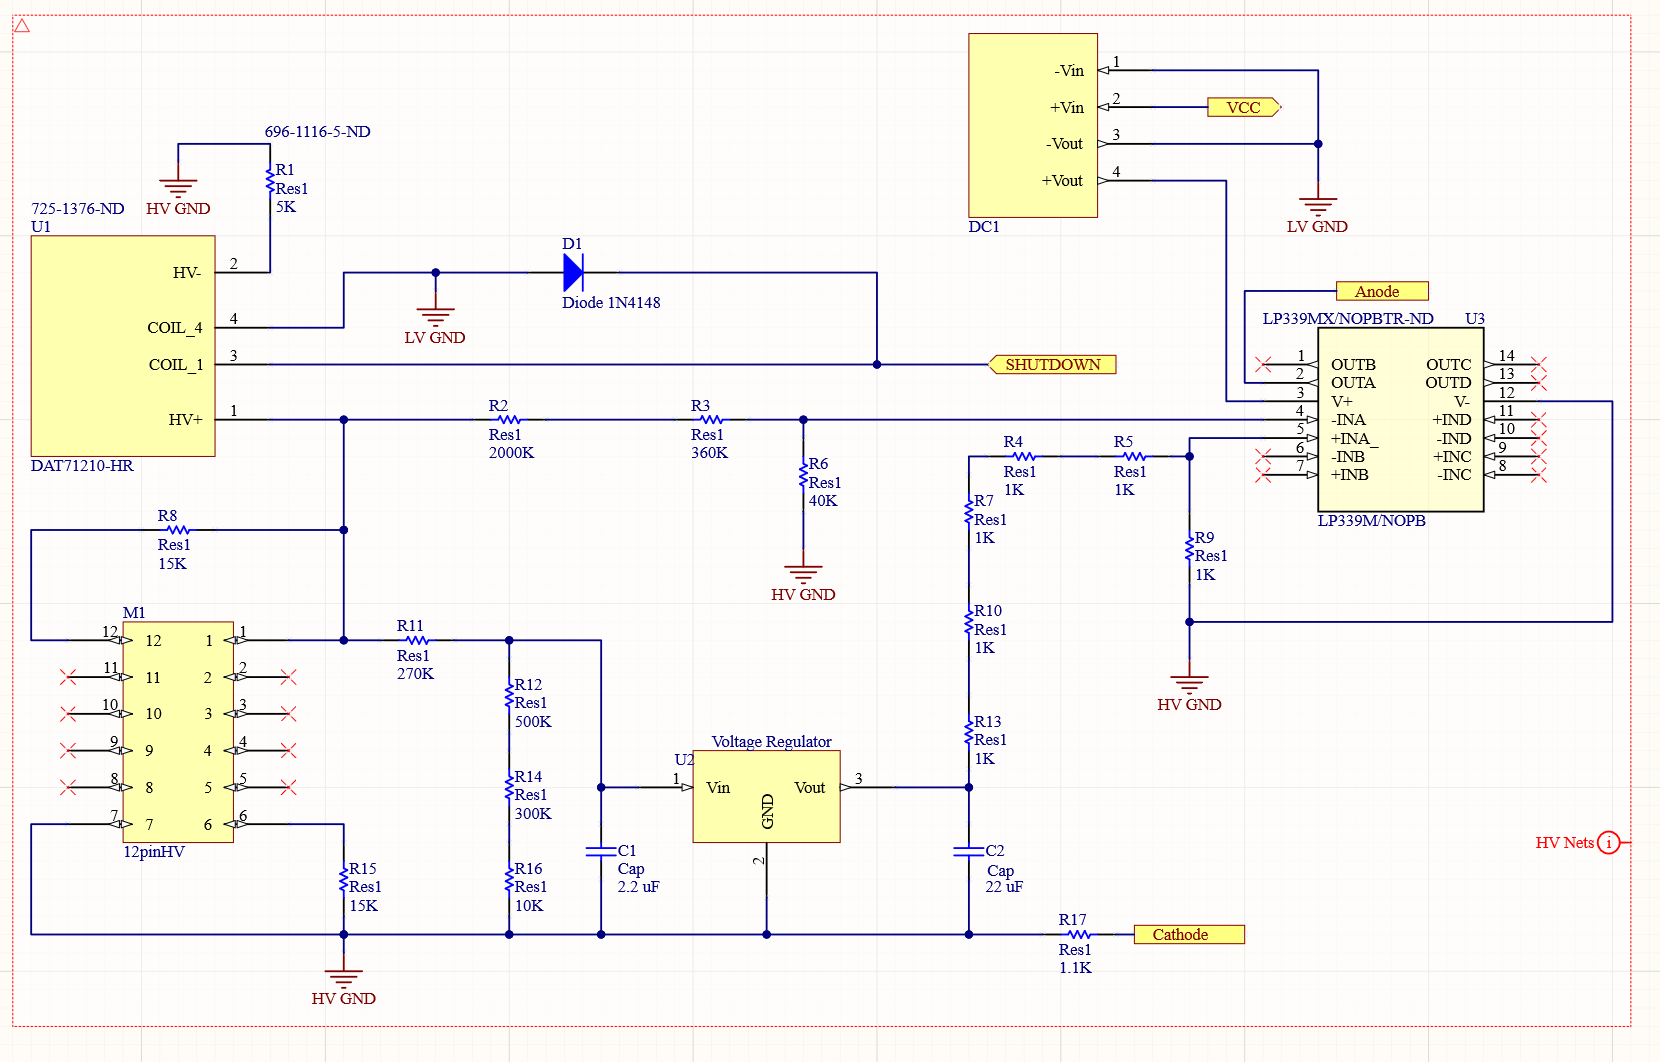 -Vin
1
+Vin
2
VCC
-Vout
3
+Vout
4
DC1
LV GND
696-1116-5-ND
R1
Res1
5K
HV GND
725-1376-ND
U1
HV-
2
COIL_4
4
COIL_1
3
HV+
1
DAT71210-HR
D1
Diode 1N4148
LV GND
SHUTDOWN
Anode
LP339MX/NOPBTR-ND
U3
1
OUTB
OUTC
14
2
OUTA
OUTD
13
3
V+
V-
12
4
-INA
+IND
11
5
+INA_
-IND
10
6
-INB
+INC
9
7
+INB
-INC
8
LP339M/NOPB
R2
Res1
2000K
R3
Res1
360K
R6
Res1
40K
HV GND
R4
Res1
1K
R5
Res1
1K
R7
Res1
1K
R9
Res1
1K
HV GND
R10
Res1
1K
R13
Res1
1K
R8
Res1
15K
M1
12
12
1
1
11
11
2
2
10
10
3
3
9
9
4
4
8
8
5
5
7
7
6
6
12pinHV
R11
Res1
270K
R12
Res1
500K
R14
Res1
300K
R16
Res1
10K
R15
Res1
15K
HV GND
Voltage Regulator
U2
1
Vin
Vout
3
GND
2
C1
Cap
2.2 uF
C2
Cap
22 uF
R17
Res1
1.1K
Cathode
HV Nets
i